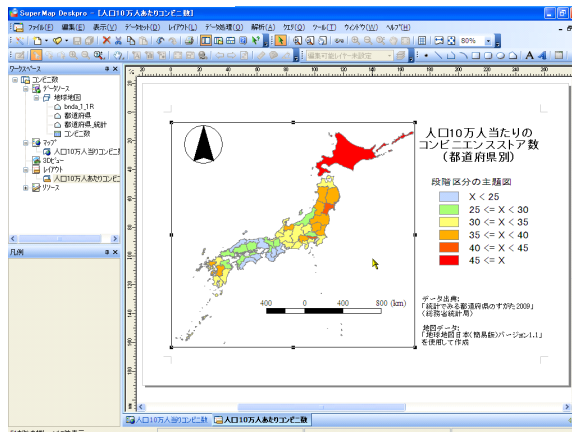 SuperMap Deskpro - [人口10万人あたりコンビニ数]
ファイル(F) 編集(E) 表示(V) データセット(D) レイアウト(L) データ処理(O) 解析(A) クエリ(Q) ツール(T) ウィンドウ(W) ヘルプ(H)
80%
編集可能レイヤー未設定
ワークスペース
コンビニ数
データソース
地球地図
bnda_1_1R
都道府県
都道府県_統計
コンビニ数
マップ
人口10万人当りコンビニ
3Dビュー
レイアウト
人口10万人あたりコンビ
リソース
凡例
人口10万人当たりの
コンビニエンスストア数
(都道府県別)
段階区分の主題図
X < 25
25 <= X < 30
30 <= X < 35
35 <= X < 40
40 <= X < 45
45 <= X
400 0 400 800 (km)
データ出典:
「統計でみる都道府県のすがた2009」
(総務省統計局)
地図データ:
「地球地図日本(簡易版)バージョン1.1」
を使用して作成
人口10万人当りコンビニ数
人口10万人あたりコンビニ数